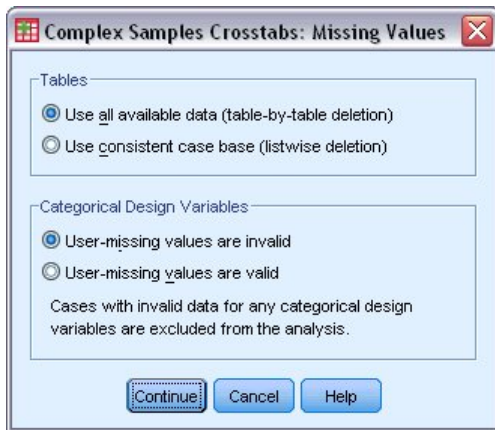 Complex Samples Crosstabs: Missing Values
Tables
Use all available data (table-by-table deletion)
Use consistent case base (listwise deletion)
Categorical Design Variables
User-missing values are invalid
User-missing values are valid
Cases with invalid data for any categorical design
variables are excluded from the analysis.
Continue Cancel Help